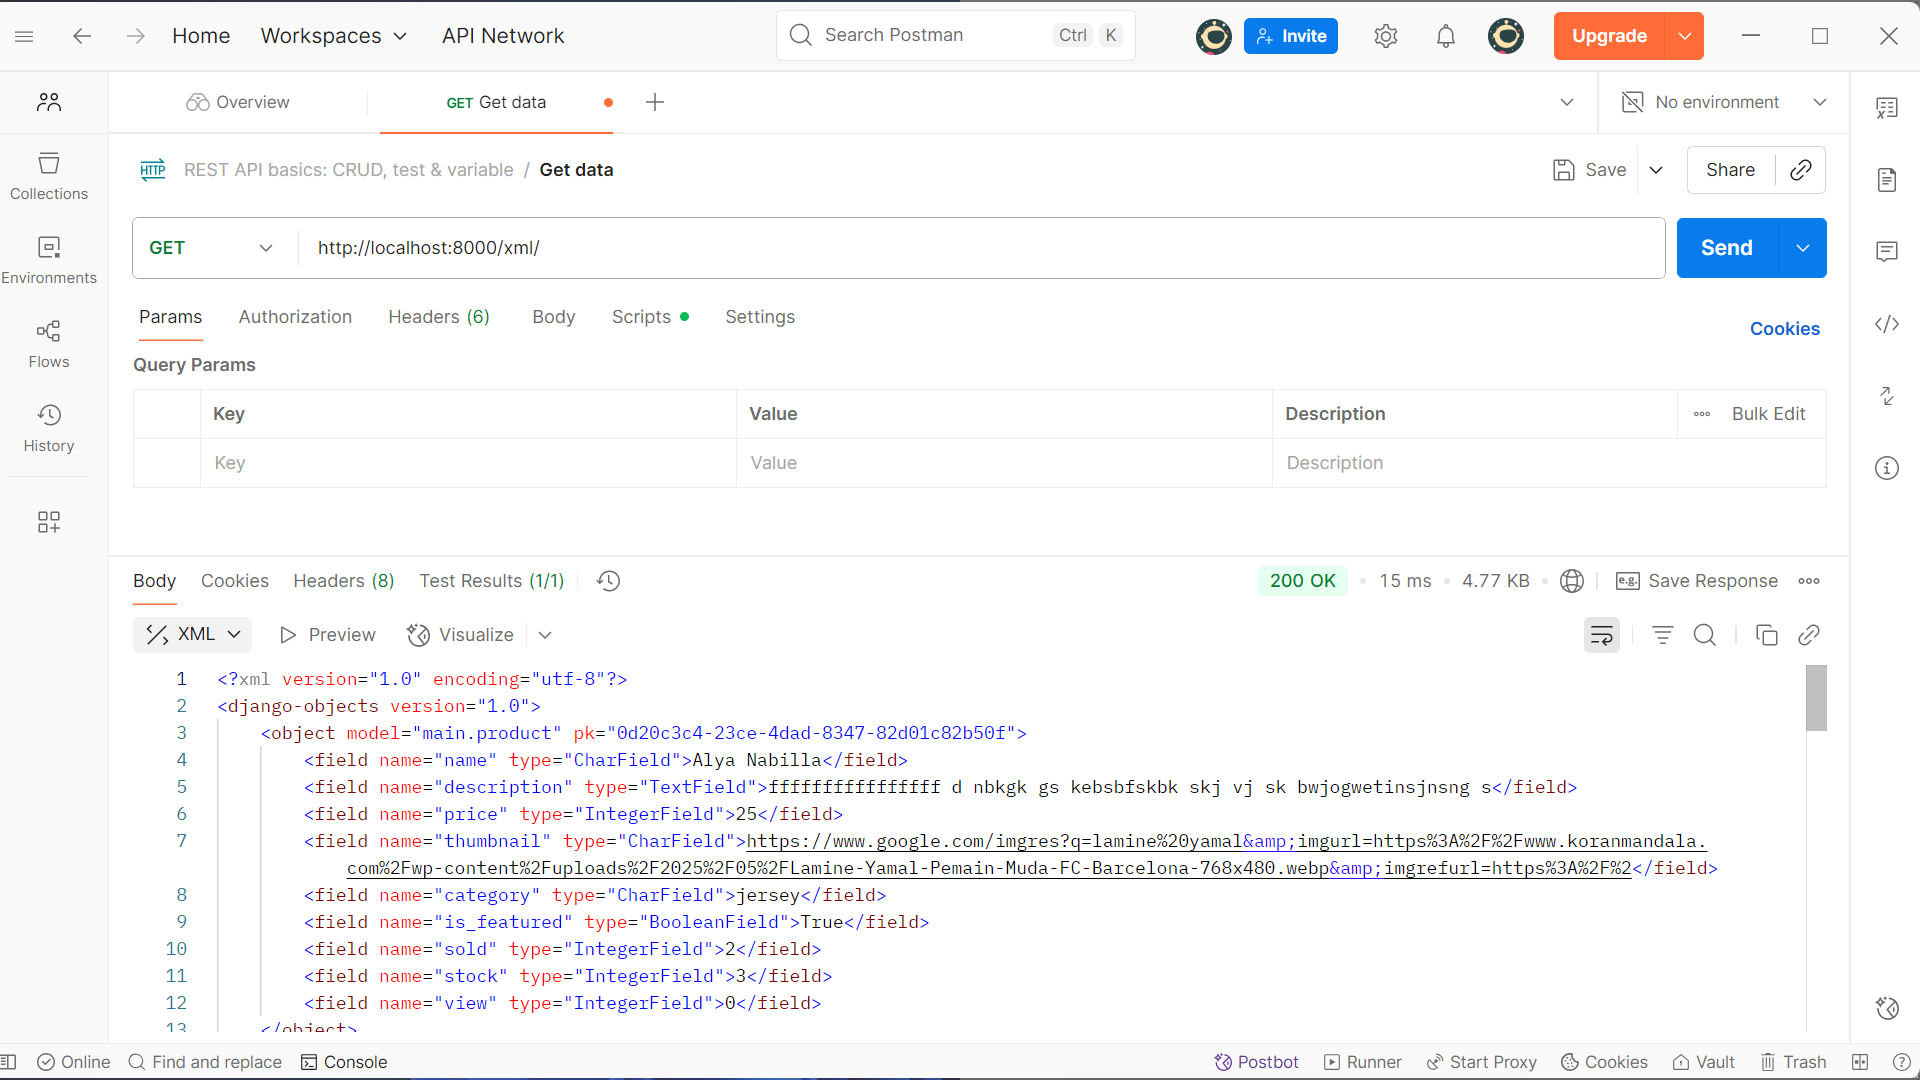 Home Workspaces API Network Search Postman Ctrl K Invite Upgrade
Overview GET Get data No environment
HTTP REST API basics: CRUD, test & variable / Get data Save Share
Collections
Environments
Flows
History
GET http://localhost:8000/xml/ Send
Params Authorization Headers (6) Body Scripts Settings Cookies
Query Params
Key Value Description Bulk Edit
Key Value Description
Body Cookies Headers (8) Test Results (1/1) 200 OK 15 ms 4.77 KB e.g. Save Response
XML Preview Visualize
1 <?xml version="1.0" encoding="utf-8"?>
2 <django-objects version="1.0">
3 <object model="main.product" pk="0d20c3c4-23ce-4dad-8347-82d01c82b50f">
4 <field name="name" type="CharField">Alya Nabilla</field>
5 <field name="description" type="TextField">ffffffffffffffff d nbkgk gs kebsbfskbk skj vj sk bwjogwetinsjnsng s</field>
6 <field name="price" type="IntegerField">25</field>
7 <field name="thumbnail" type="CharField">https://www.google.com/imgres?q=lamine%20yamal&amp;imgurl=https%3A%2F%2Fwww.koranmandala.
com%2Fwp-content%2Fuploads%2F2025%2F05%2FLamine-Yamal-Pemain-Muda-FC-Barcelona-768x480.webp&amp;imgrefurl=https%3A%2F%2</field>
8 <field name="category" type="CharField">jersey</field>
9 <field name="is_featured" type="BooleanField">True</field>
10 <field name="sold" type="IntegerField">2</field>
11 <field name="stock" type="IntegerField">3</field>
12 <field name="view" type="IntegerField">0</field>
13 </object>
Online Find and replace Console Postbot Runner Start Proxy Cookies Vault Trash